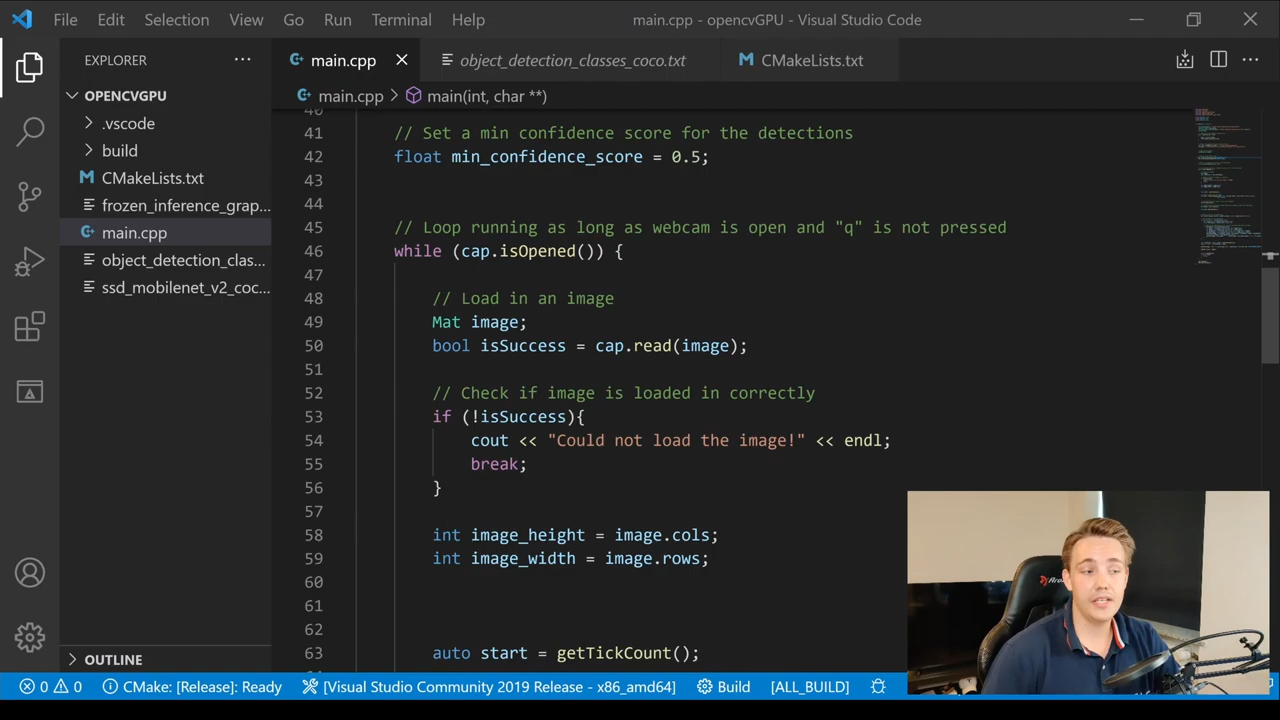 File Edit Selection View Go Run Terminal Help main.cpp - opencvGPU - Visual Studio Code
EXPLORER
main.cpp object_detection_classes_coco.txt CMakeLists.txt
OPENCVGPU
.vscode
build
CMakeLists.txt
frozen_inference_grap...
main.cpp
object_detection_clas...
ssd_mobilenet_v2_coc...
OUTLINE
main.cpp > main(int, char **)
40
41 // Set a min confidence score for the detections
42 float min_confidence_score = 0.5;
43
44
45 // Loop running as long as webcam is open and "q" is not pressed
46 while (cap.isOpened()) {
47
48 // Load in an image
49 Mat image;
50 bool isSuccess = cap.read(image);
51
52 // Check if image is loaded in correctly
53 if (!isSuccess){
54 cout << "Could not load the image!" << endl;
55 break;
56 }
57
58 int image_height = image.cols;
59 int image_width = image.rows;
60
61
62
63 auto start = getTickCount();
0 0 CMake: [Release]: Ready [Visual Studio Community 2019 Release - x86_amd64] Build [ALL_BUILD]